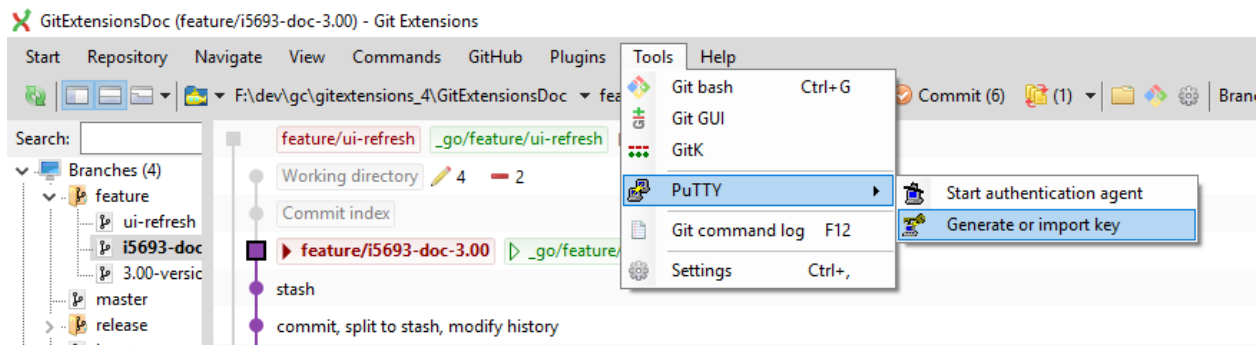 GitExtensionsDoc (feature/i5693-doc-3.00) - Git Extensions
Start Repository Navigate View Commands GitHub Plugins Tools Help
F:\dev\gc\gitextensions_4\GitExtensionsDoc fea Commit (6) (1) Bran
Git bash Ctrl+G
Git GUI
GitK
PuTTY
Git command log F12
Settings Ctrl+,
Start authentication agent
Generate or import key
Search:
Branches (4)
feature
ui-refresh
i5693-doc
3.00-versic
master
release
feature/ui-refresh _go/feature/ui-refresh
Working directory 4 2
Commit index
feature/i5693-doc-3.00 _go/feature/
stash
commit, split to stash, modify history